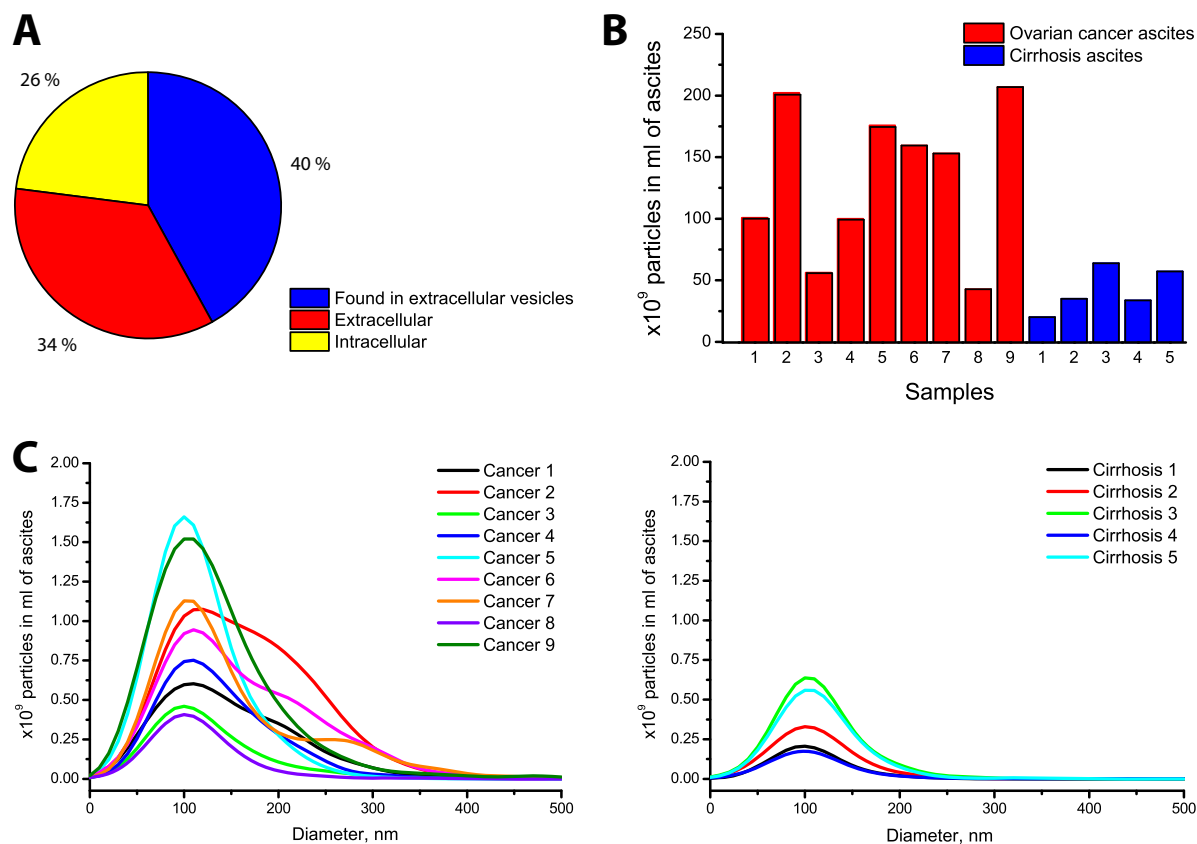 A
26 %
40 %
34 %
Found in extracellular vesicles
Extracellular
Intracellular
B
x10⁹ particles in ml of ascites
250
200
150
100
50
0
Ovarian cancer ascites
Cirrhosis ascites
1 2 3 4 5 6 7 8 9 1 2 3 4 5
Samples
C
x10⁹ particles in ml of ascites
2.00
1.75
1.50
1.25
1.00
0.75
0.50
0.25
0.00
Cancer 1
Cancer 2
Cancer 3
Cancer 4
Cancer 5
Cancer 6
Cancer 7
Cancer 8
Cancer 9
0 100 200 300 400 500
Diameter, nm
x10⁹ particles in ml of ascites
2.00
1.75
1.50
1.25
1.00
0.75
0.50
0.25
0.00
Cirrhosis 1
Cirrhosis 2
Cirrhosis 3
Cirrhosis 4
Cirrhosis 5
0 100 200 300 400 500
Diameter, nm